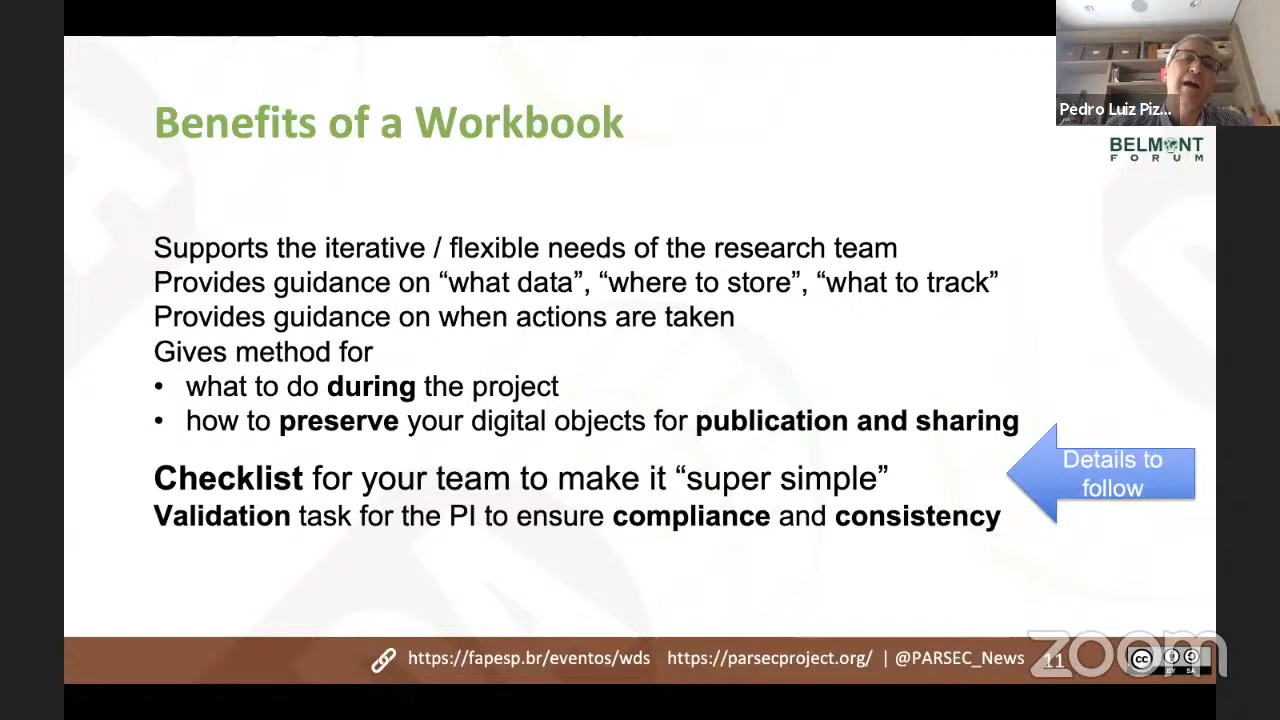 Benefits of a Workbook
Pedro Luiz Piz...
BELMONT
FORUM
Supports the iterative / flexible needs of the research team
Provides guidance on “what data”, “where to store”, “what to track”
Provides guidance on when actions are taken
Gives method for
• what to do during the project
• how to preserve your digital objects for publication and sharing
Checklist for your team to make it “super simple”
Validation task for the PI to ensure compliance and consistency
Details to
follow
https://fapesp.br/eventos/wds https://parsecproject.org/ | @PARSEC_News 11
zoom
cc
BY SA